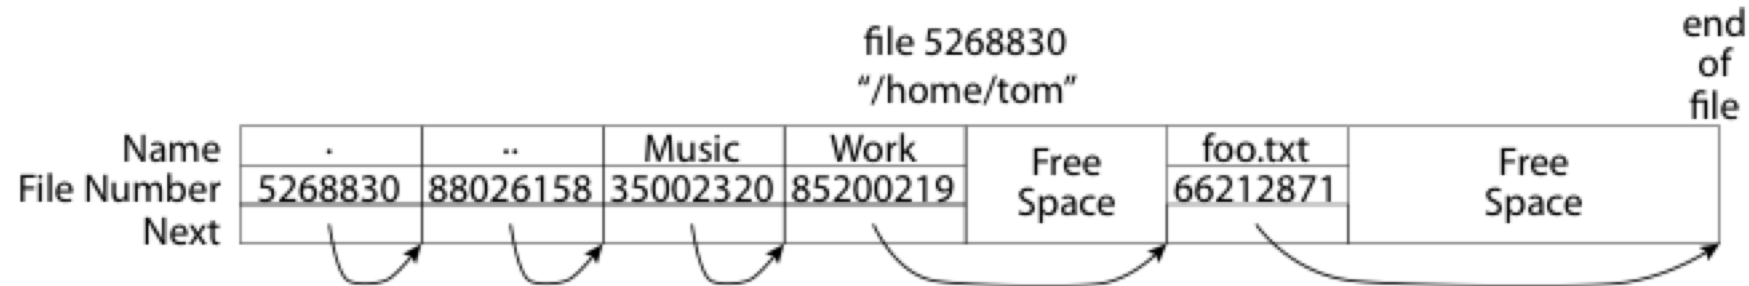 file 5268830
“/home/tom”
end
of
file
Name . .. Music Work Free Space foo.txt Free Space
File Number 5268830 88026158 35002320 85200219 66212871
Next